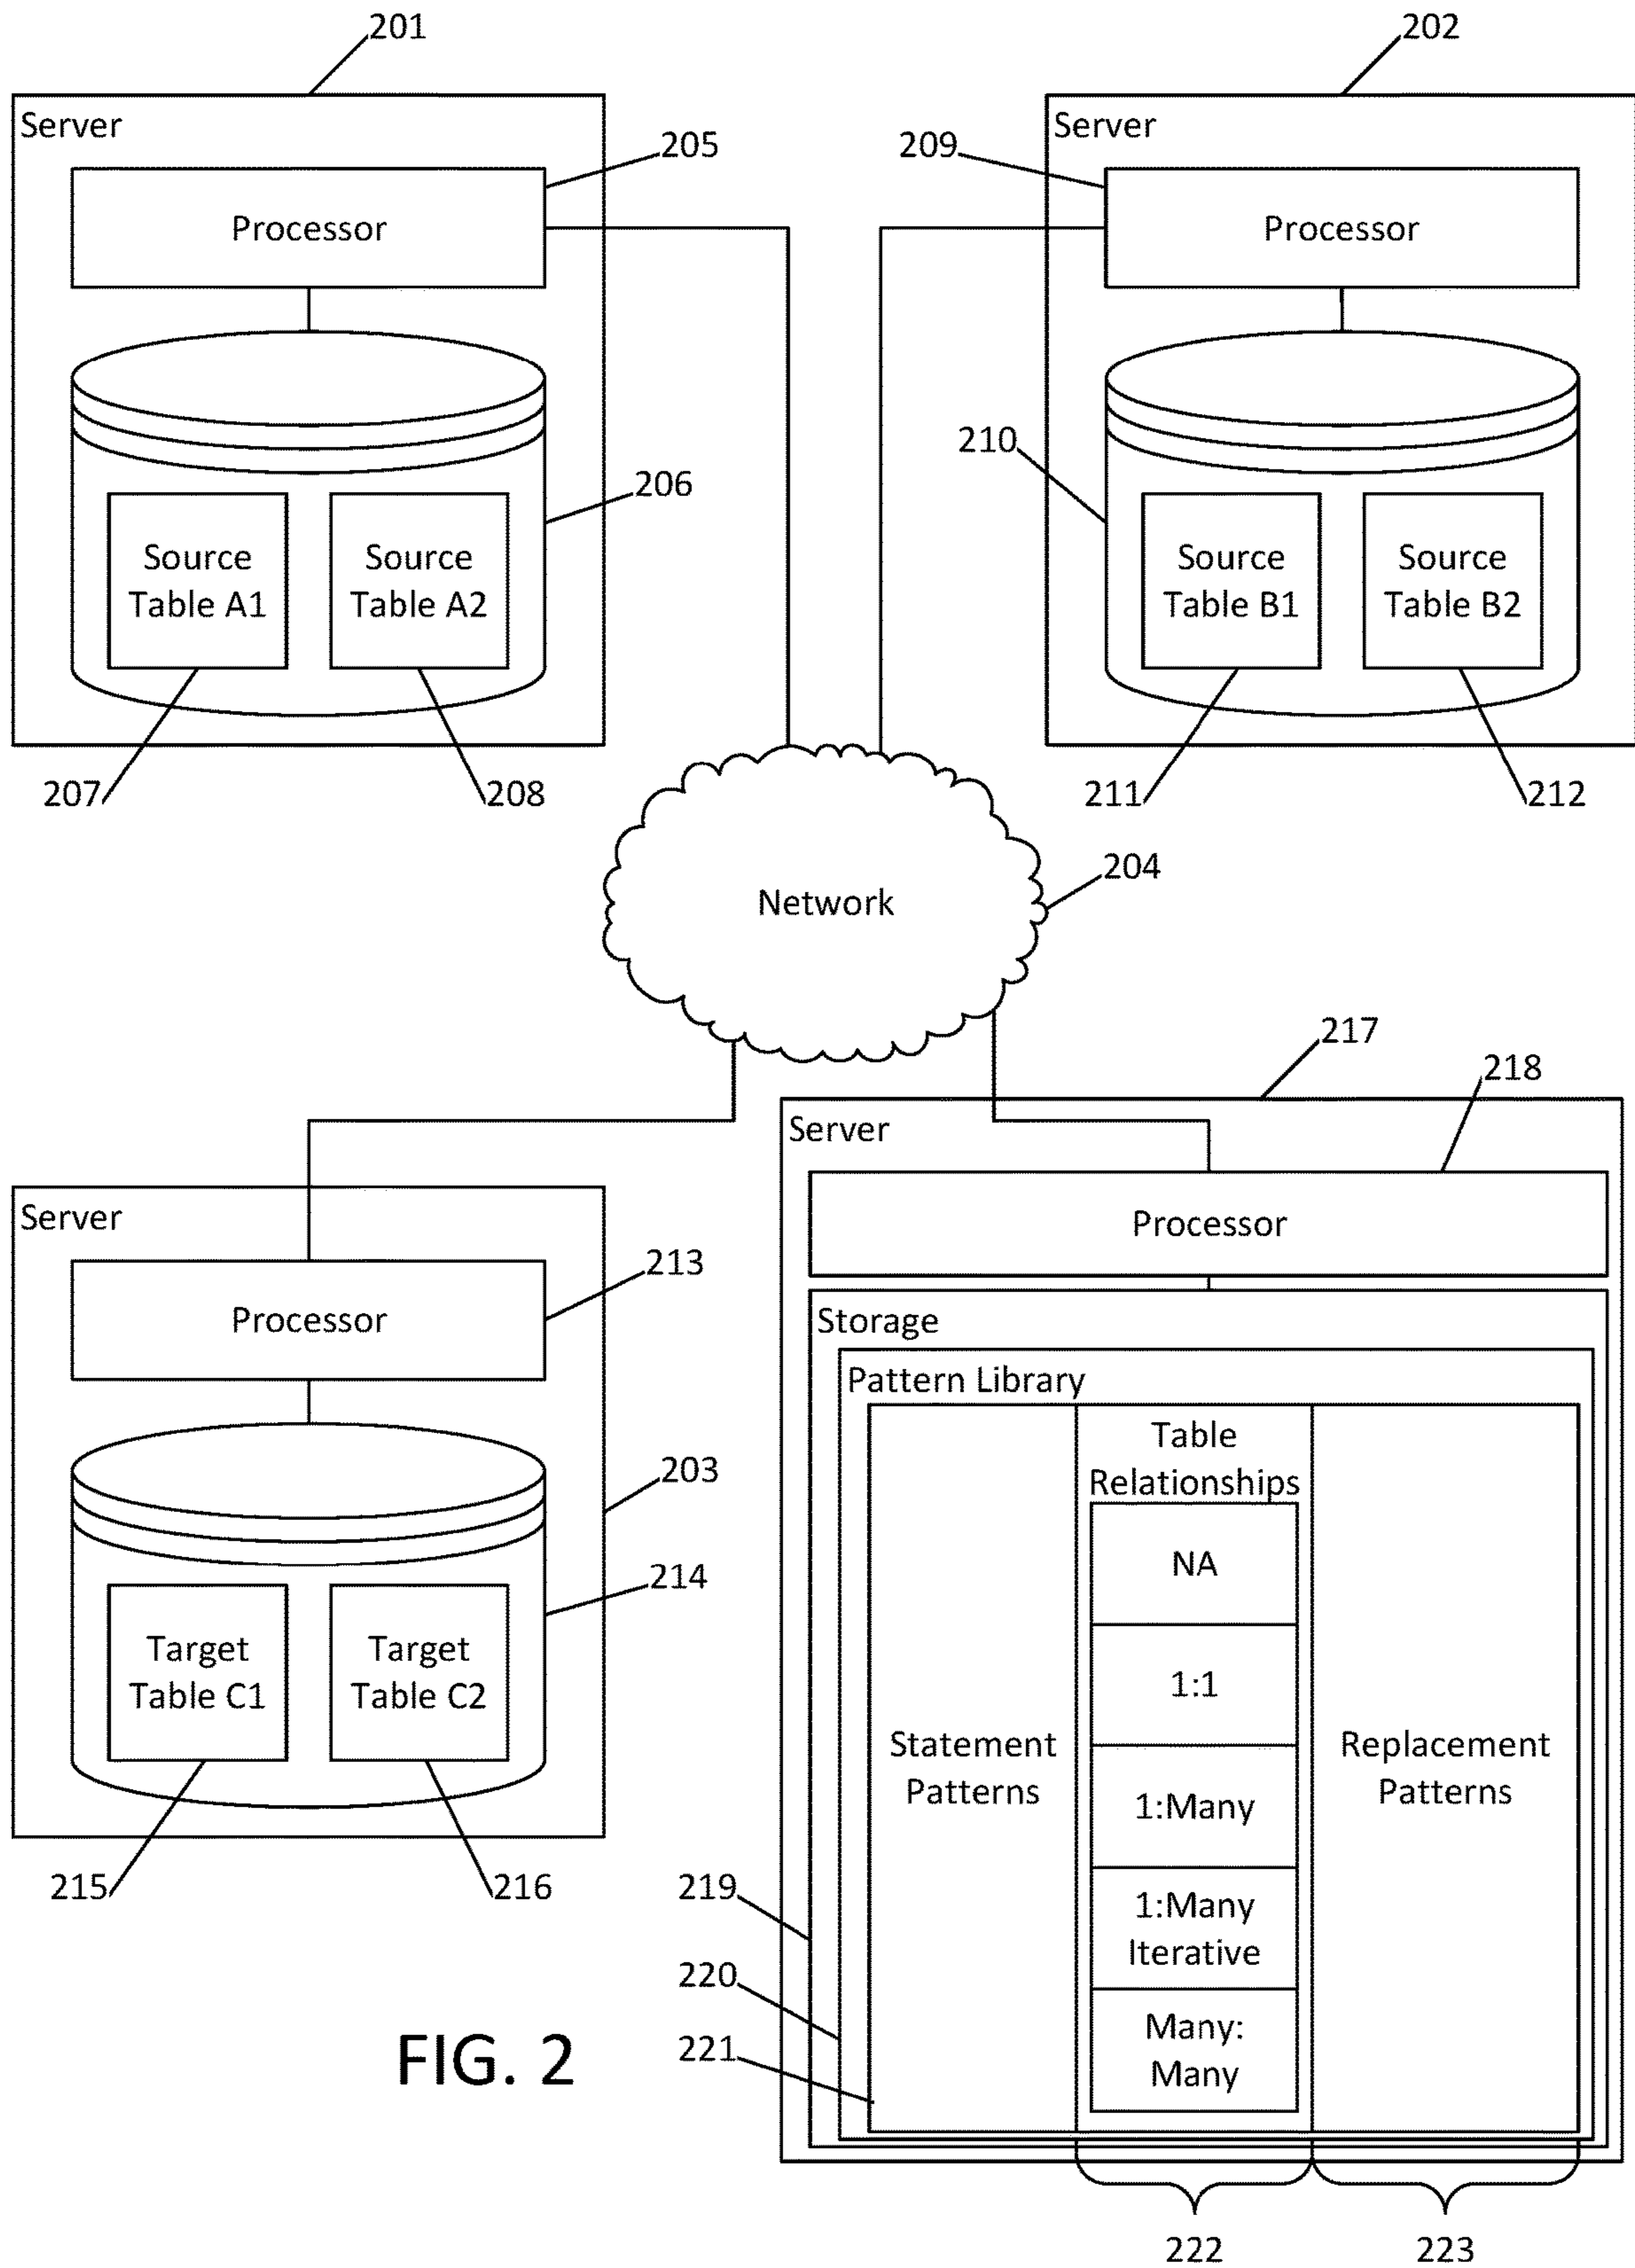 201
202
Server
Server
205
209
Processor
Processor
210
206
Source
Table A1
Source
Table A2
Source
Table B1
Source
Table B2
207
208
211
212
204
Network
217
218
Server
Processor
Server
213
Processor
Storage
Pattern Library
Table
Relationships
203
NA
214
Target
Table C1
Target
Table C2
1:1
Statement
Patterns
Replacement
Patterns
1:Many
215
216
219
1:Many
Iterative
220
FIG. 2
221
Many:
Many
222
223